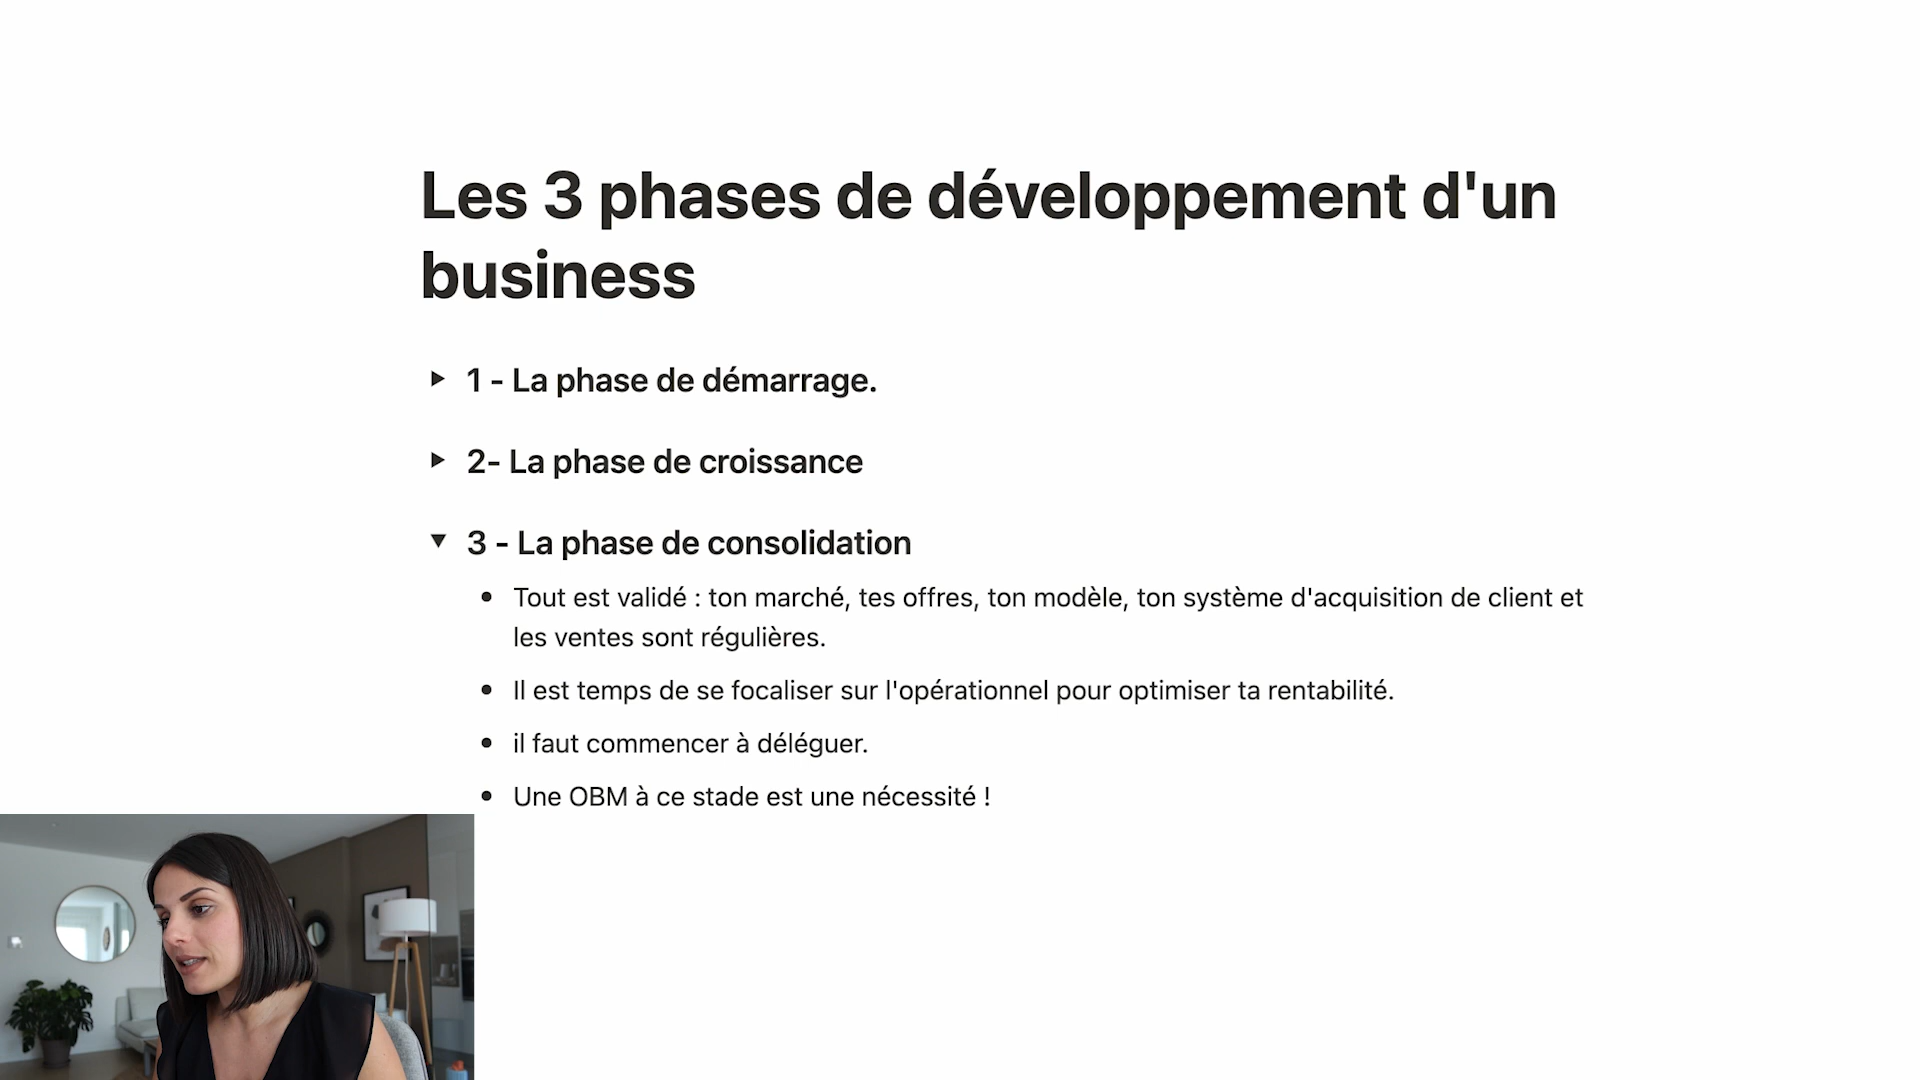 Les 3 phases de développement d'un
business
1 - La phase de démarrage.
2- La phase de croissance
3 - La phase de consolidation
Tout est validé : ton marché, tes offres, ton modèle, ton système d'acquisition de client et
les ventes sont régulières.
Il est temps de se focaliser sur l'opérationnel pour optimiser ta rentabilité.
il faut commencer à déléguer.
Une OBM à ce stade est une nécessité !